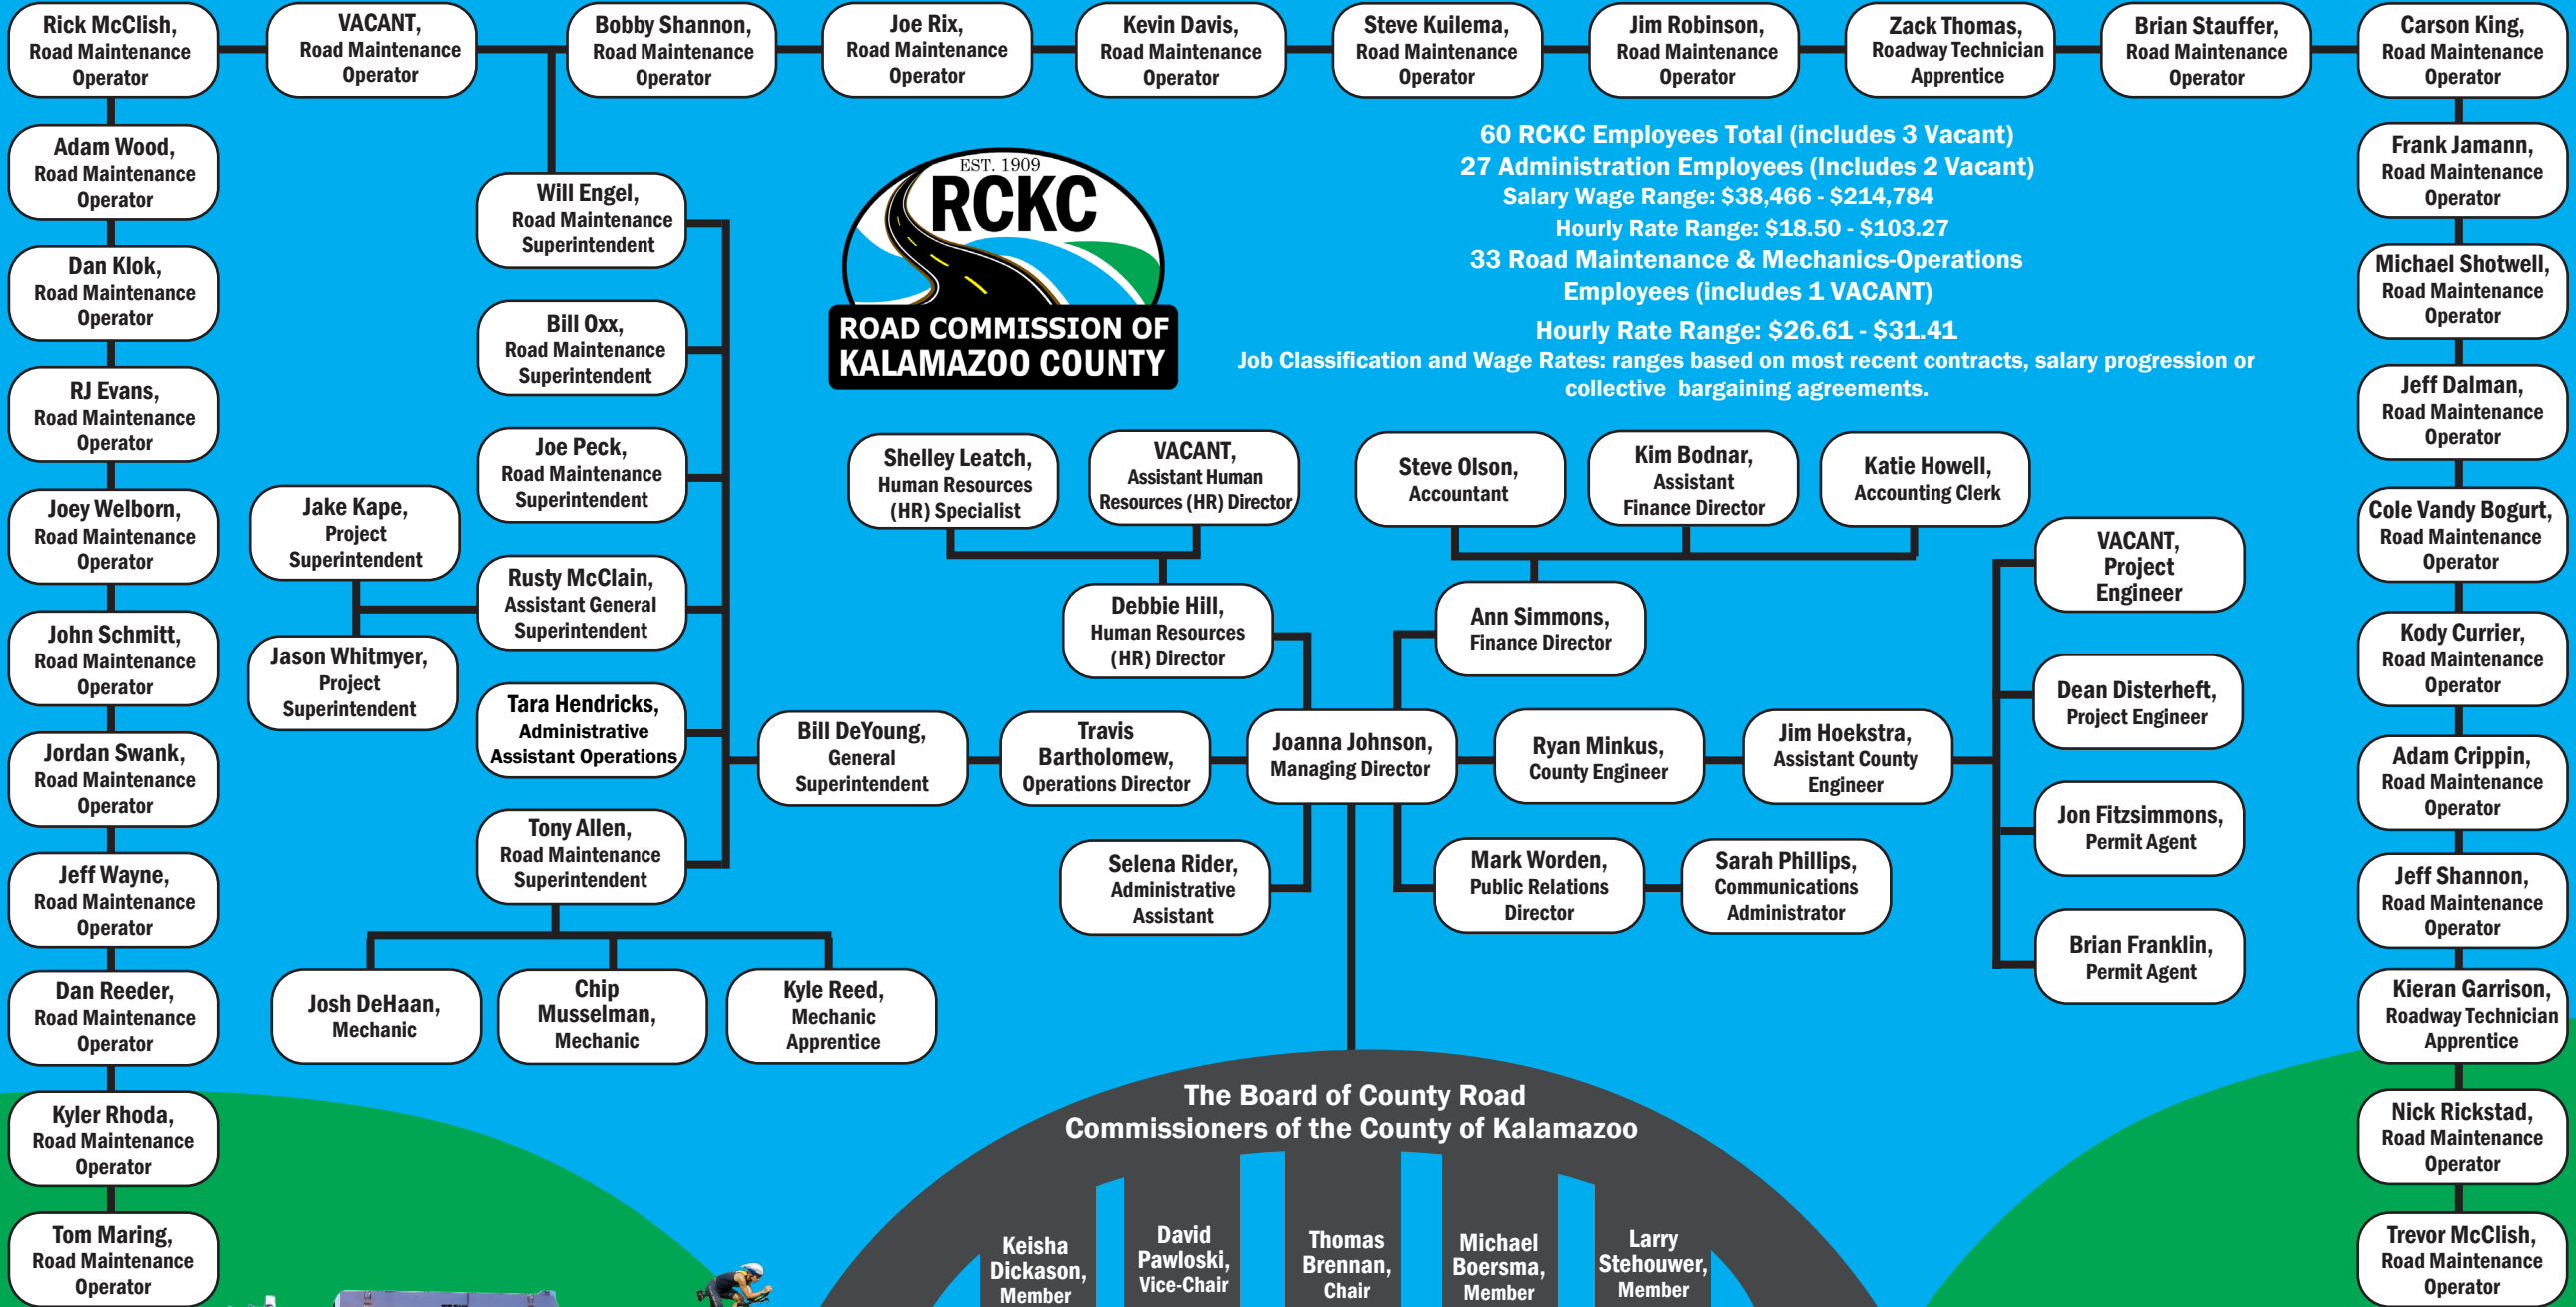 Rick McClish,
Road Maintenance
Operator
VACANT,
Road Maintenance
Operator
Bobby Shannon,
Road Maintenance
Operator
Joe Rix,
Road Maintenance
Operator
Kevin Davis,
Road Maintenance
Operator
Steve Kuilema,
Road Maintenance
Operator
Jim Robinson,
Road Maintenance
Operator
Zack Thomas,
Roadway Technician
Apprentice
Brian Stauffer,
Road Maintenance
Operator
Carson King,
Road Maintenance
Operator
Adam Wood,
Road Maintenance
Operator
Dan Klok,
Road Maintenance
Operator
RJ Evans,
Road Maintenance
Operator
Joey Welborn,
Road Maintenance
Operator
John Schmitt,
Road Maintenance
Operator
Jordan Swank,
Road Maintenance
Operator
Jeff Wayne,
Road Maintenance
Operator
Dan Reeder,
Road Maintenance
Operator
Kyler Rhoda,
Road Maintenance
Operator
Tom Maring,
Road Maintenance
Operator
Will Engel,
Road Maintenance
Superintendent
Bill Oxx,
Road Maintenance
Superintendent
Joe Peck,
Road Maintenance
Superintendent
Jake Kape,
Project
Superintendent
Rusty McClain,
Assistant General
Superintendent
Jason Whitmyer,
Project
Superintendent
Tara Hendricks,
Administrative
Assistant Operations
Tony Allen,
Road Maintenance
Superintendent
Josh DeHaan,
Mechanic
Chip
Musselman,
Mechanic
Kyle Reed,
Mechanic
Apprentice
EST. 1909
RCKC
ROAD COMMISSION OF
KALAMAZOO COUNTY
60 RCKC Employees Total (includes 3 Vacant)
27 Administration Employees (Includes 2 Vacant)
Salary Wage Range: $38,466 - $214,784
Hourly Rate Range: $18.50 - $103.27
33 Road Maintenance & Mechanics-Operations
Employees (includes 1 VACANT)
Hourly Rate Range: $26.61 - $31.41
Job Classification and Wage Rates: ranges based on most recent contracts, salary progression or
collective bargaining agreements.
Shelley Leatch,
Human Resources
(HR) Specialist
VACANT,
Assistant Human
Resources (HR) Director
Steve Olson,
Accountant
Kim Bodnar,
Assistant
Finance Director
Katie Howell,
Accounting Clerk
Debbie Hill,
Human Resources
(HR) Director
Ann Simmons,
Finance Director
Bill DeYoung,
General
Superintendent
Travis
Bartholomew,
Operations Director
Joanna Johnson,
Managing Director
Ryan Minkus,
County Engineer
Jim Hoekstra,
Assistant County
Engineer
Selena Rider,
Administrative
Assistant
Mark Worden,
Public Relations
Director
Sarah Phillips,
Communications
Administrator
VACANT,
Project
Engineer
Dean Disterheft,
Project Engineer
Jon Fitzsimmons,
Permit Agent
Brian Franklin,
Permit Agent
Frank Jamann,
Road Maintenance
Operator
Michael Shotwell,
Road Maintenance
Operator
Jeff Dalman,
Road Maintenance
Operator
Cole Vandy Bogurt,
Road Maintenance
Operator
Kody Currier,
Road Maintenance
Operator
Adam Crippin,
Road Maintenance
Operator
Jeff Shannon,
Road Maintenance
Operator
Kieran Garrison,
Roadway Technician
Apprentice
Nick Rickstad,
Road Maintenance
Operator
Trevor McClish,
Road Maintenance
Operator
The Board of County Road
Commissioners of the County of Kalamazoo
Keisha
Dickason,
Member
David
Pawloski,
Vice-Chair
Thomas
Brennan,
Chair
Michael
Boersma,
Member
Larry
Stehouwer,
Member